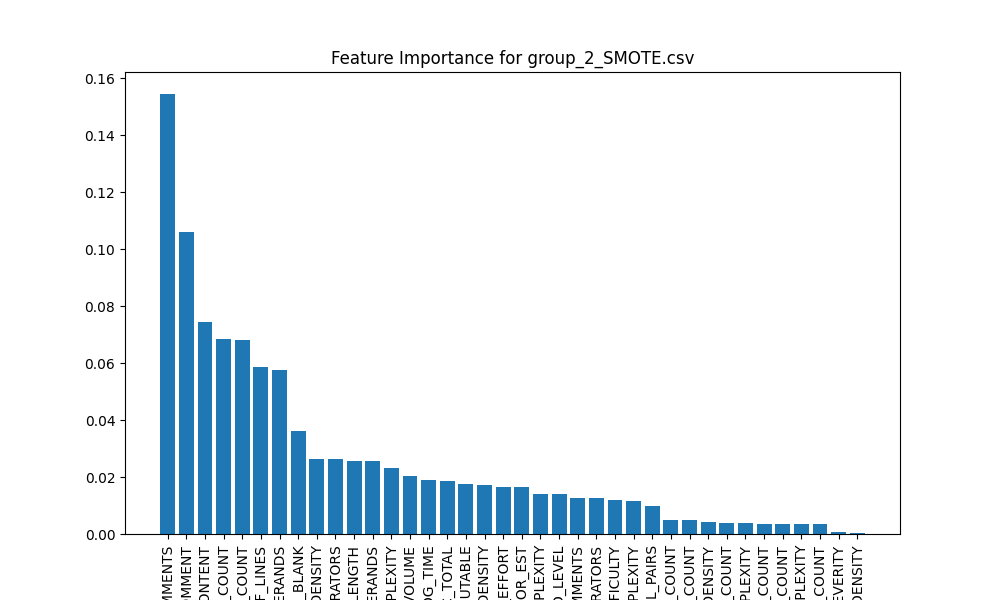 Feature Importance for group_2_SMOTE.csv
0.16
0.14
0.12
0.10
0.08
0.06
0.04
0.02
0.00
MMENTS
OMMENT
ONTENT
_COUNT
_COUNT
F_LINES
ERANDS
_BLANK
DENSITY
RATORS
LENGTH
ERANDS
PLEXITY
VOLUME
OG_TIME
_TOTAL
UTABLE
DENSITY
EFFORT
OR_EST
PLEXITY
D_LEVEL
MMENTS
RATORS
FICULTY
PLEXITY
L_PAIRS
_COUNT
_COUNT
DENSITY
_COUNT
PLEXITY
_COUNT
_COUNT
PLEXITY
_COUNT
EVERITY
DENSITY